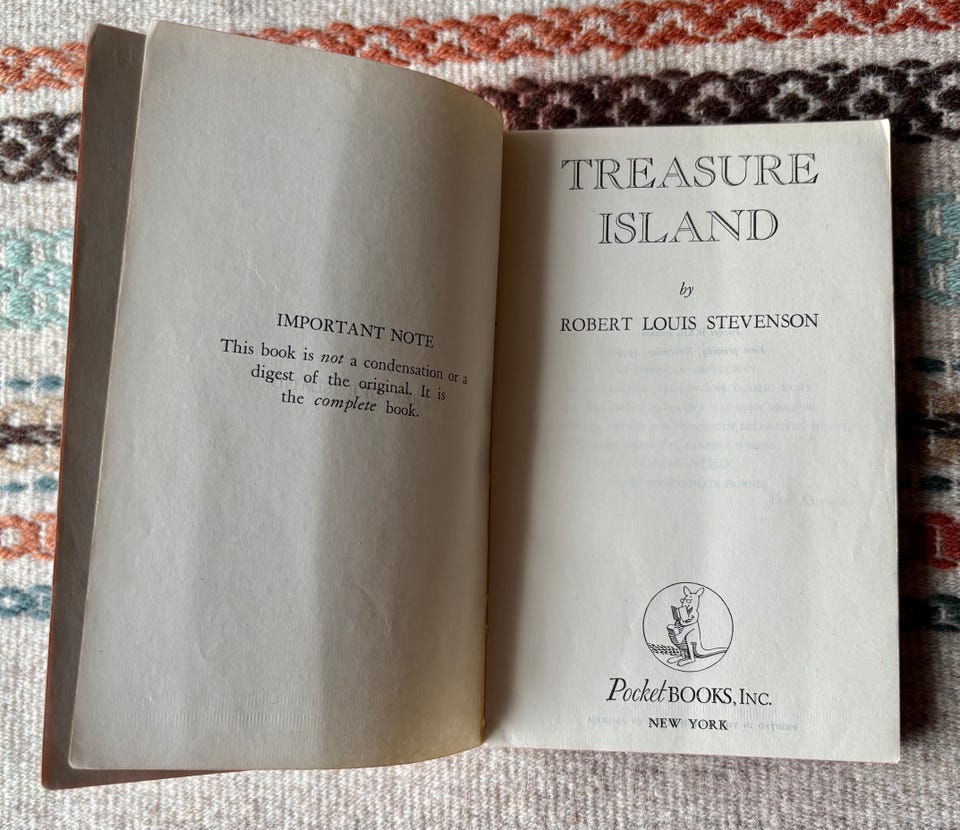 IMPORTANT NOTE
This book is not a condensation or a
digest of the original. It is
the complete book.
TREASURE
ISLAND
by
ROBERT LOUIS STEVENSON
PocketBOOKS, INC.
NEW YORK